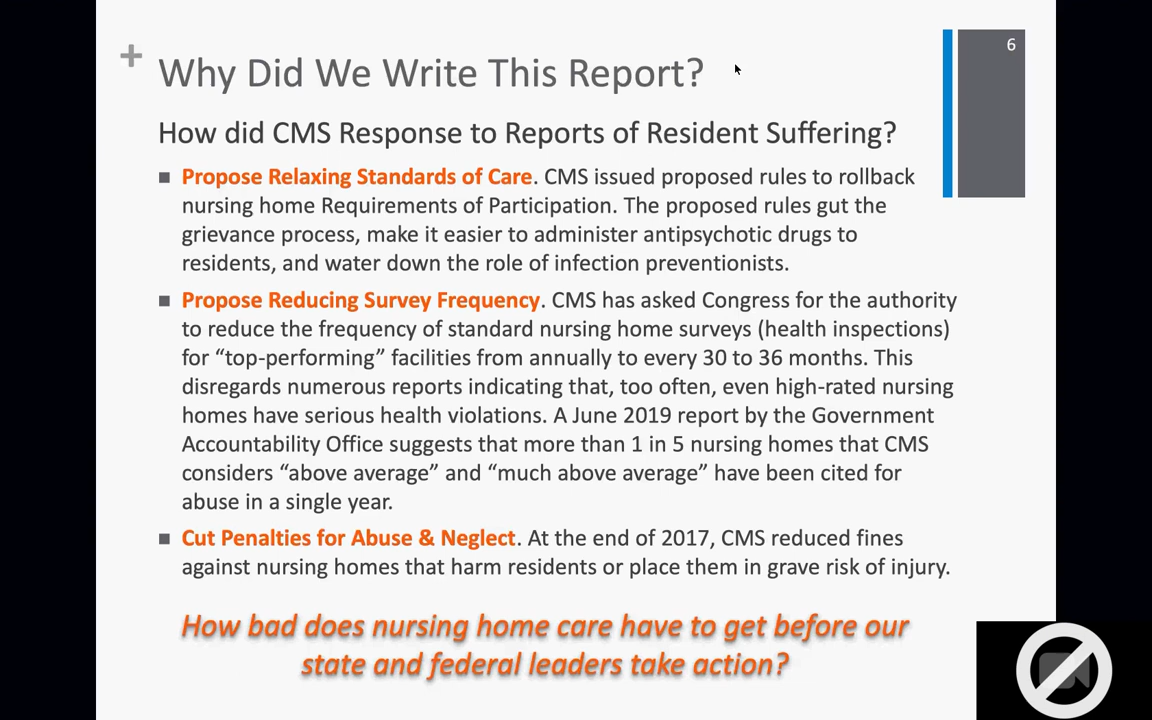 6
+ Why Did We Write This Report?
How did CMS Response to Reports of Resident Suffering?
■ Propose Relaxing Standards of Care. CMS issued proposed rules to rollback
nursing home Requirements of Participation. The proposed rules gut the
grievance process, make it easier to administer antipsychotic drugs to
residents, and water down the role of infection preventionists.
■ Propose Reducing Survey Frequency. CMS has asked Congress for the authority
to reduce the frequency of standard nursing home surveys (health inspections)
for “top-performing” facilities from annually to every 30 to 36 months. This
disregards numerous reports indicating that, too often, even high-rated nursing
homes have serious health violations. A June 2019 report by the Government
Accountability Office suggests that more than 1 in 5 nursing homes that CMS
considers “above average” and “much above average” have been cited for
abuse in a single year.
■ Cut Penalties for Abuse & Neglect. At the end of 2017, CMS reduced fines
against nursing homes that harm residents or place them in grave risk of injury.
How bad does nursing home care have to get before our
state and federal leaders take action?